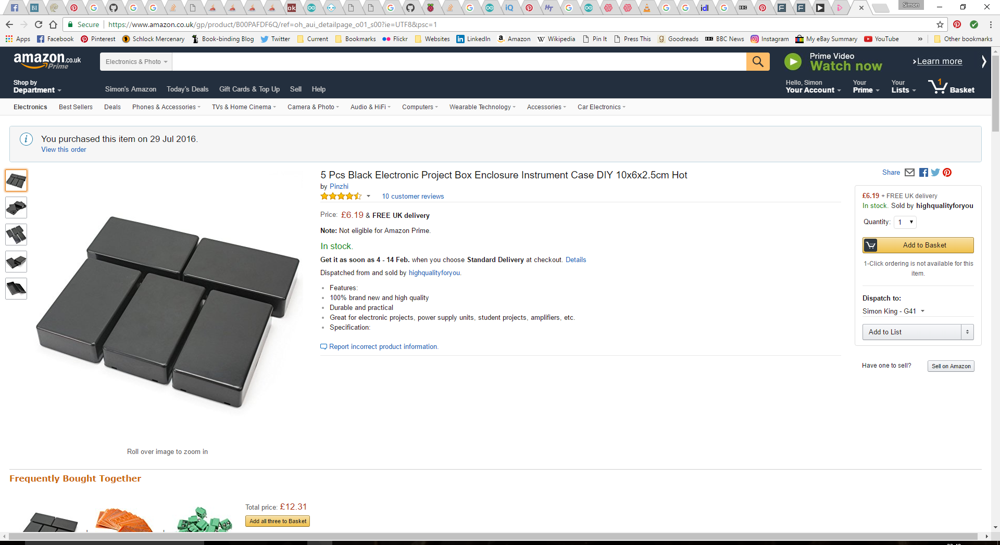 Simon
Secure https://www.amazon.co.uk/gp/product/B00PAFDF6Q/ref=oh_aui_detailpage_o01_s00?ie=UTF8&psc=1
Apps Facebook Pinterest Schlock Mercenary Book-binding Blog Twitter Current Bookmarks Flickr Websites LinkedIn Amazon Wikipedia Pin It Press This Goodreads BBC News Instagram My eBay Summary YouTube » Other bookmarks
amazon.co.uk Prime
Electronics & Photo
Prime Video
Watch now
Learn more
Shop by
Department
Simon's Amazon Today's Deals Gift Cards & Top Up Sell Help
Hello, Simon
Your Account
Your
Prime
Your
Lists
1
Basket
Electronics Best Sellers Deals Phones & Accessories TVs & Home Cinema Camera & Photo Audio & HiFi Computers Wearable Technology Accessories Car Electronics
You purchased this item on 29 Jul 2016.
View this order
5 Pcs Black Electronic Project Box Enclosure Instrument Case DIY 10x6x2.5cm Hot
by Pinzhi
10 customer reviews
Price: £6.19 & FREE UK delivery
Note: Not eligible for Amazon Prime.
In stock.
Get it as soon as 4 - 14 Feb. when you choose Standard Delivery at checkout. Details
Dispatched from and sold by highqualityforyou.
Features:
100% brand new and high quality
Durable and practical
Great for electronic projects, power supply units, student projects, amplifiers, etc.
Specification:
Report incorrect product information.
Share
£6.19 + FREE UK delivery
In stock. Sold by highqualityforyou
Quantity: 1
Add to Basket
1-Click ordering is not available for this
item.
Dispatch to:
Simon King - G41
Add to List
Have one to sell? Sell on Amazon
Roll over image to zoom in
Frequently Bought Together
Total price: £12.31
Add all three to Basket